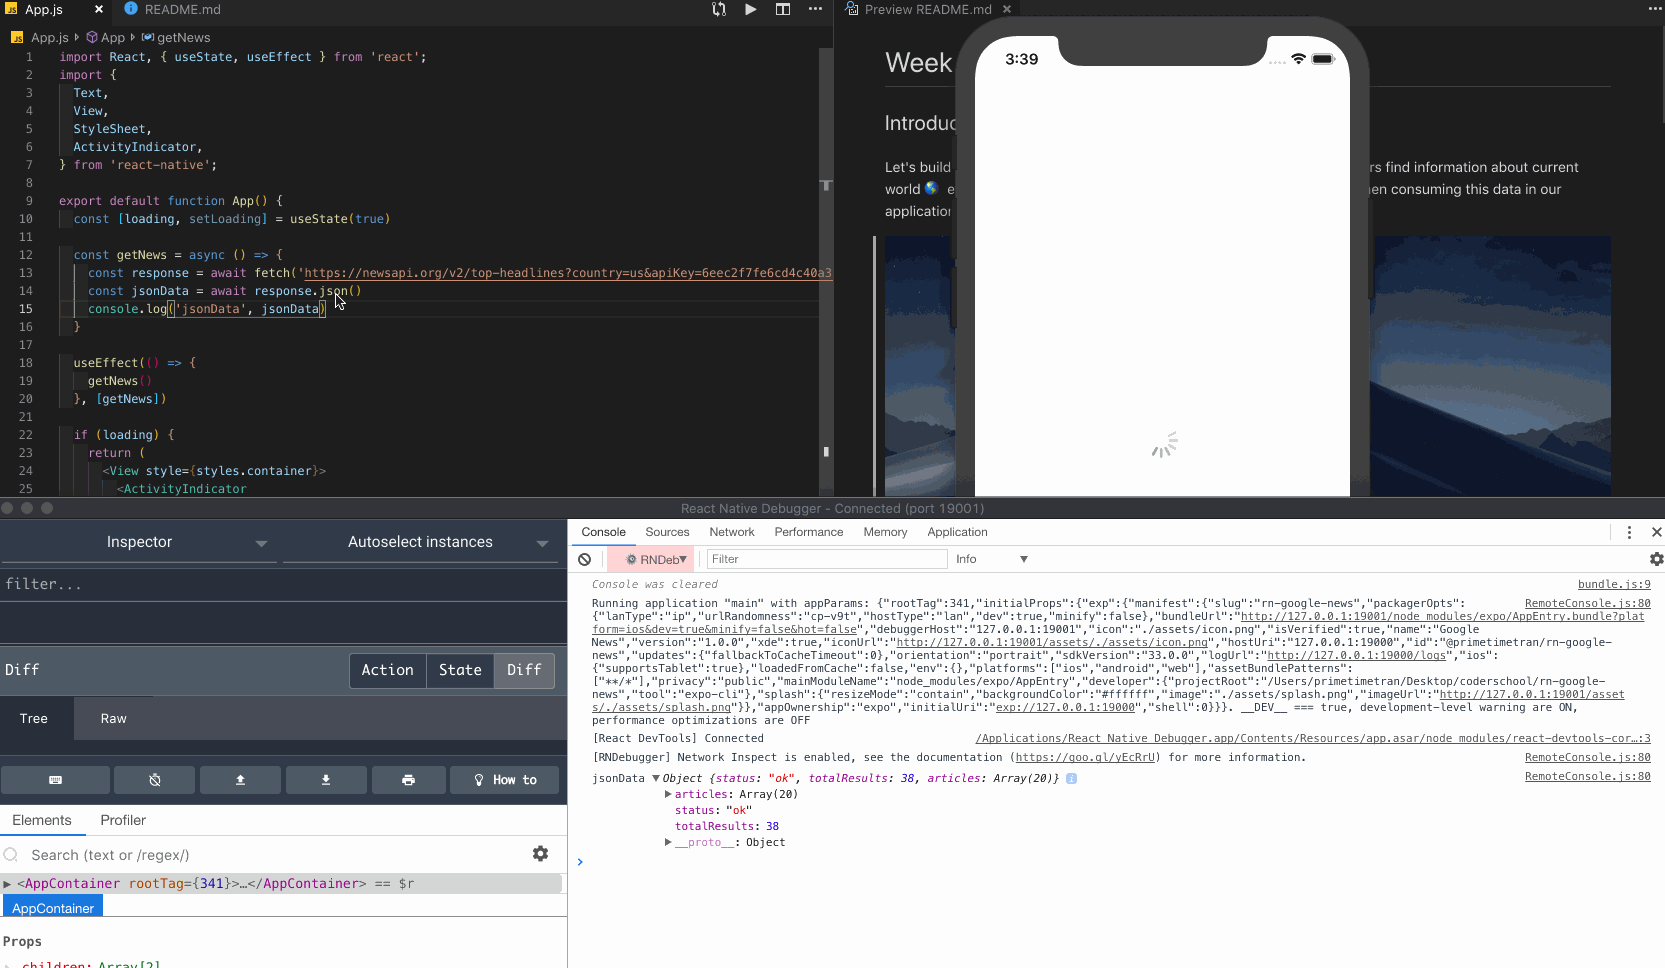 App.js
README.md
App.js
App
getNews
1 import React, { useState, useEffect } from 'react';
2 import {
3 Text,
4 View,
5 StyleSheet,
6 ActivityIndicator,
7 } from 'react-native';
8
9 export default function App() {
10 const [loading, setLoading] = useState(true)
11
12 const getNews = async () => {
13 const response = await fetch('https://newsapi.org/v2/top-headlines?country=us&apiKey=6eec2f7fe6cd4c40a3
14 const jsonData = await response.json()
15 console.log('jsonData', jsonData)
16 }
17
18 useEffect(() => {
19 getNews()
20 }, [getNews])
21
22 if (loading) {
23 return (
24 <View style={styles.container}>
25 <ActivityIndicator
Preview README.md
Week
Introduc
Let's build
rs find information about current
world
en consuming this data in our
application
3:39
React Native Debugger - Connected (port 19001)
Inspector
Autoselect instances
filter...
Diff
Action
State
Diff
Tree
Raw
How to
Elements
Profiler
Search (text or /regex/)
<AppContainer rootTag={341}>…</AppContainer> == $r
AppContainer
Props
children: Array[2]
Console
Sources
Network
Performance
Memory
Application
RNDeb
Filter
Info
Console was cleared
bundle.js:9
Running application "main" with appParams: {"rootTag":341,"initialProps":{"exp":{"manifest":{"slug":"rn-google-news","packagerOpts":
RemoteConsole.js:80
{"lanType":"ip","urlRandomness":"cp-v9t","hostType":"lan","dev":true,"minify":false},"bundleUrl":"http://127.0.0.1:19001/node_modules/expo/AppEntry.bundle?plat
form=ios&dev=true&minify=false&hot=false","debuggerHost":"127.0.0.1:19001","icon":"./assets/icon.png","isVerified":true,"name":"Google
News","version":"1.0.0","xde":true,"iconUrl":"http://127.0.0.1:19001/assets/./assets/icon.png","hostUri":"127.0.0.1:19000","id":"@primetimetran/rn-google-
news","updates":{"fallbackToCacheTimeout":0},"orientation":"portrait","sdkVersion":"33.0.0","logUrl":"http://127.0.0.1:19000/logs","ios":
{"supportsTablet":true},"loadedFromCache":false,"env":{},"platforms":["ios","android","web"],"assetBundlePatterns":
["**/*"],"privacy":"public","mainModuleName":"node_modules/expo/AppEntry","developer":{"projectRoot":"/Users/primetimetran/Desktop/coderschool/rn-google-
news","tool":"expo-cli"},"splash":{"resizeMode":"contain","backgroundColor":"#ffffff","image":"./assets/splash.png","imageUrl":"http://127.0.0.1:19001/asset
s/./assets/splash.png"}},"appOwnership":"expo","initialUri":"exp://127.0.0.1:19000","shell":0}}}. __DEV__ === true, development-level warning are ON,
performance optimizations are OFF
[React DevTools] Connected
/Applications/React Native Debugger.app/Contents/Resources/app.asar/node_modules/react-devtools-cor…:3
[RNDebugger] Network Inspect is enabled, see the documentation (https://goo.gl/yEcRrU) for more information.
RemoteConsole.js:80
jsonData Object {status: "ok", totalResults: 38, articles: Array(20)}
RemoteConsole.js:80
articles: Array(20)
status: "ok"
totalResults: 38
__proto__: Object